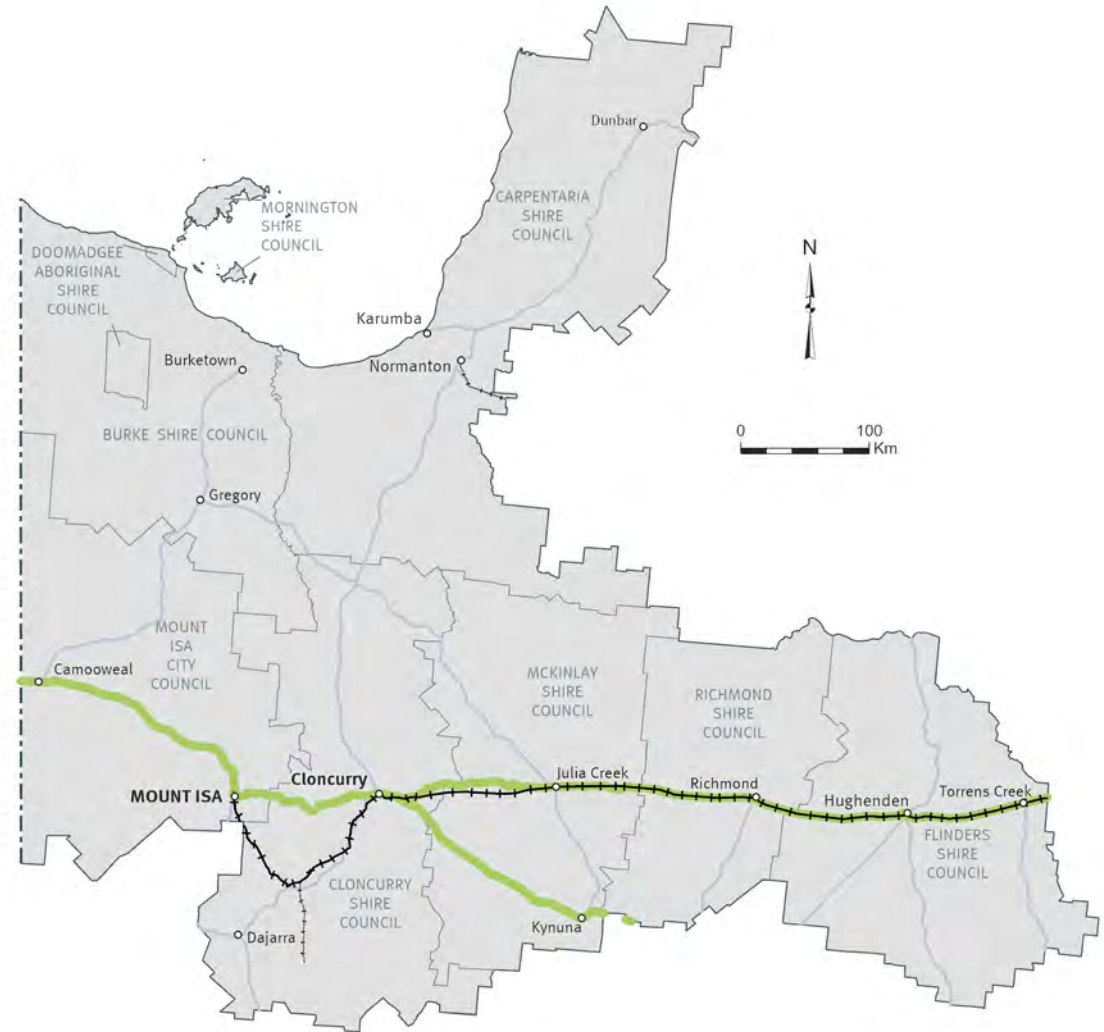 Dunbar
CARPENTARIA
SHIRE
COUNCIL
MORNINGTON
SHIRE
COUNCIL
DOOMADGEE
ABORIGINAL
SHIRE
COUNCIL
N
Karumba
Normanton
Burketown
0 100
Km
BURKE SHIRE COUNCIL
Gregory
MOUNT
ISA
CITY
COUNCIL
Camooweal
MCKINLAY
SHIRE
COUNCIL
RICHMOND
SHIRE
COUNCIL
Cloncurry
Julia Creek
Richmond
MOUNT ISA
Hughenden
Torrens Creek
FLINDERS
SHIRE
COUNCIL
CLONCURRY
SHIRE
COUNCIL
Kynuna
Dajarra